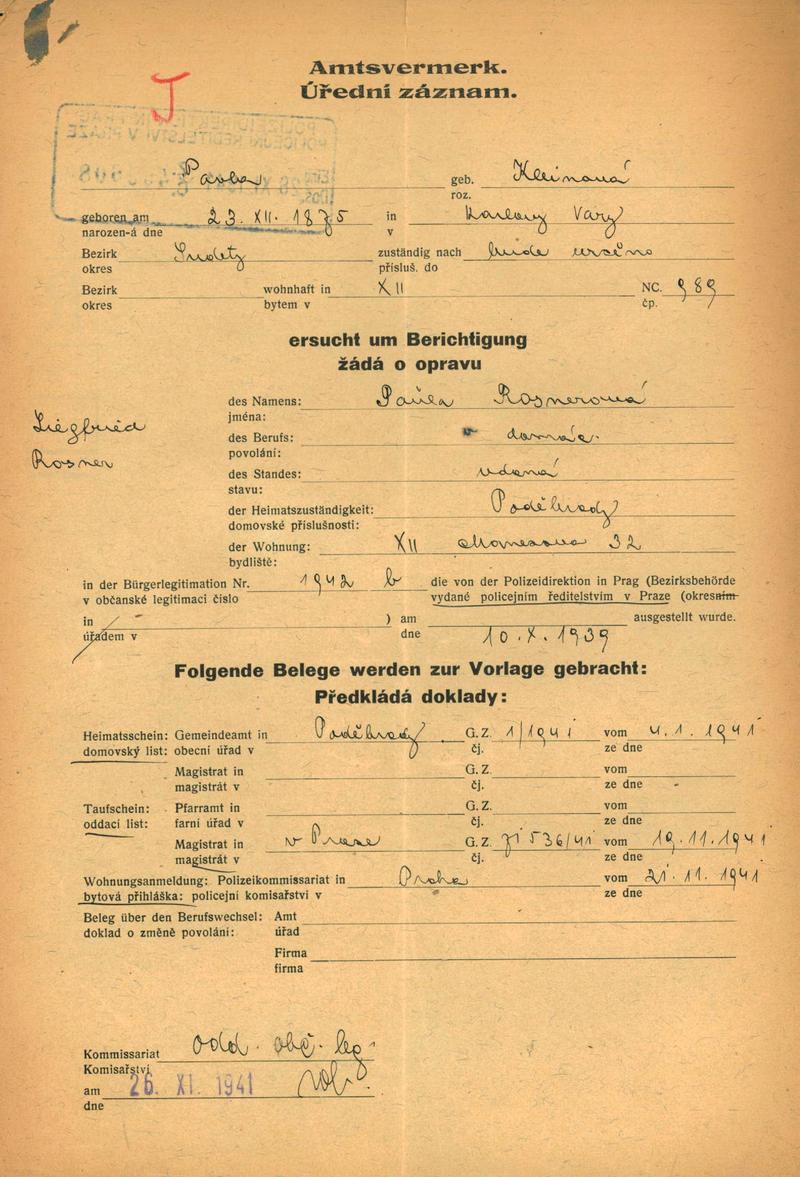 Amtsvermerk.
Úřední záznam.
J
Pavla geb. Kleinová
roz.
geboren am 23. XII. 1875 in Karlovy Vary
narozen-á dne v
Bezirk Sudety zuständig nach bude určeno
okres přísluš. do
Bezirk wohnhaft in XII NC. 989
okres bytem v čp.
ersucht um Berichtigung
žádá o opravu
des Namens: Pavla Rosnerová
jména:
Siegfried
des Berufs: v domác.
povolání:
Rosner
des Standes: vdaná
stavu:
der Heimatszuständigkeit: Poděbrady
domovské příslušnosti:
der Wohnung: XII 32
bydliště:
in der Bürgerlegitimation Nr. 1942 b die von der Polizeidirektion in Prag (Bezirksbehörde
v občanské legitimaci číslo vydané policejním ředitelstvím v Praze (okresním
in ) am ausgestellt wurde.
úřadem v dne 10. X. 1939
Folgende Belege werden zur Vorlage gebracht:
Předkládá doklady:
Heimatsschein: Gemeindeamt in Poděbrady G. Z. 1/1941 vom 4. 1. 1941
domovský list: obecní úřad v čj. ze dne
Magistrat in G. Z. vom
magistrát v čj. ze dne
Taufschein: Pfarramt in G. Z. vom
oddací list: farní úřad v čj. ze dne
Magistrat in v Praze G. Z. 536/41 vom 19. 11. 1941
magistrát v čj. ze dne
Wohnungsanmeldung: Polizeikommissariat in Praha vom 21. 11. 1941
bytová přihláška: policejní komisařství v ze dne
Beleg über den Berufswechsel: Amt
doklad o změně povolání: úřad
Firma
firma
Kommissariat odd. obč. leg.
Komisařství
am 26. XI. 1941
dne